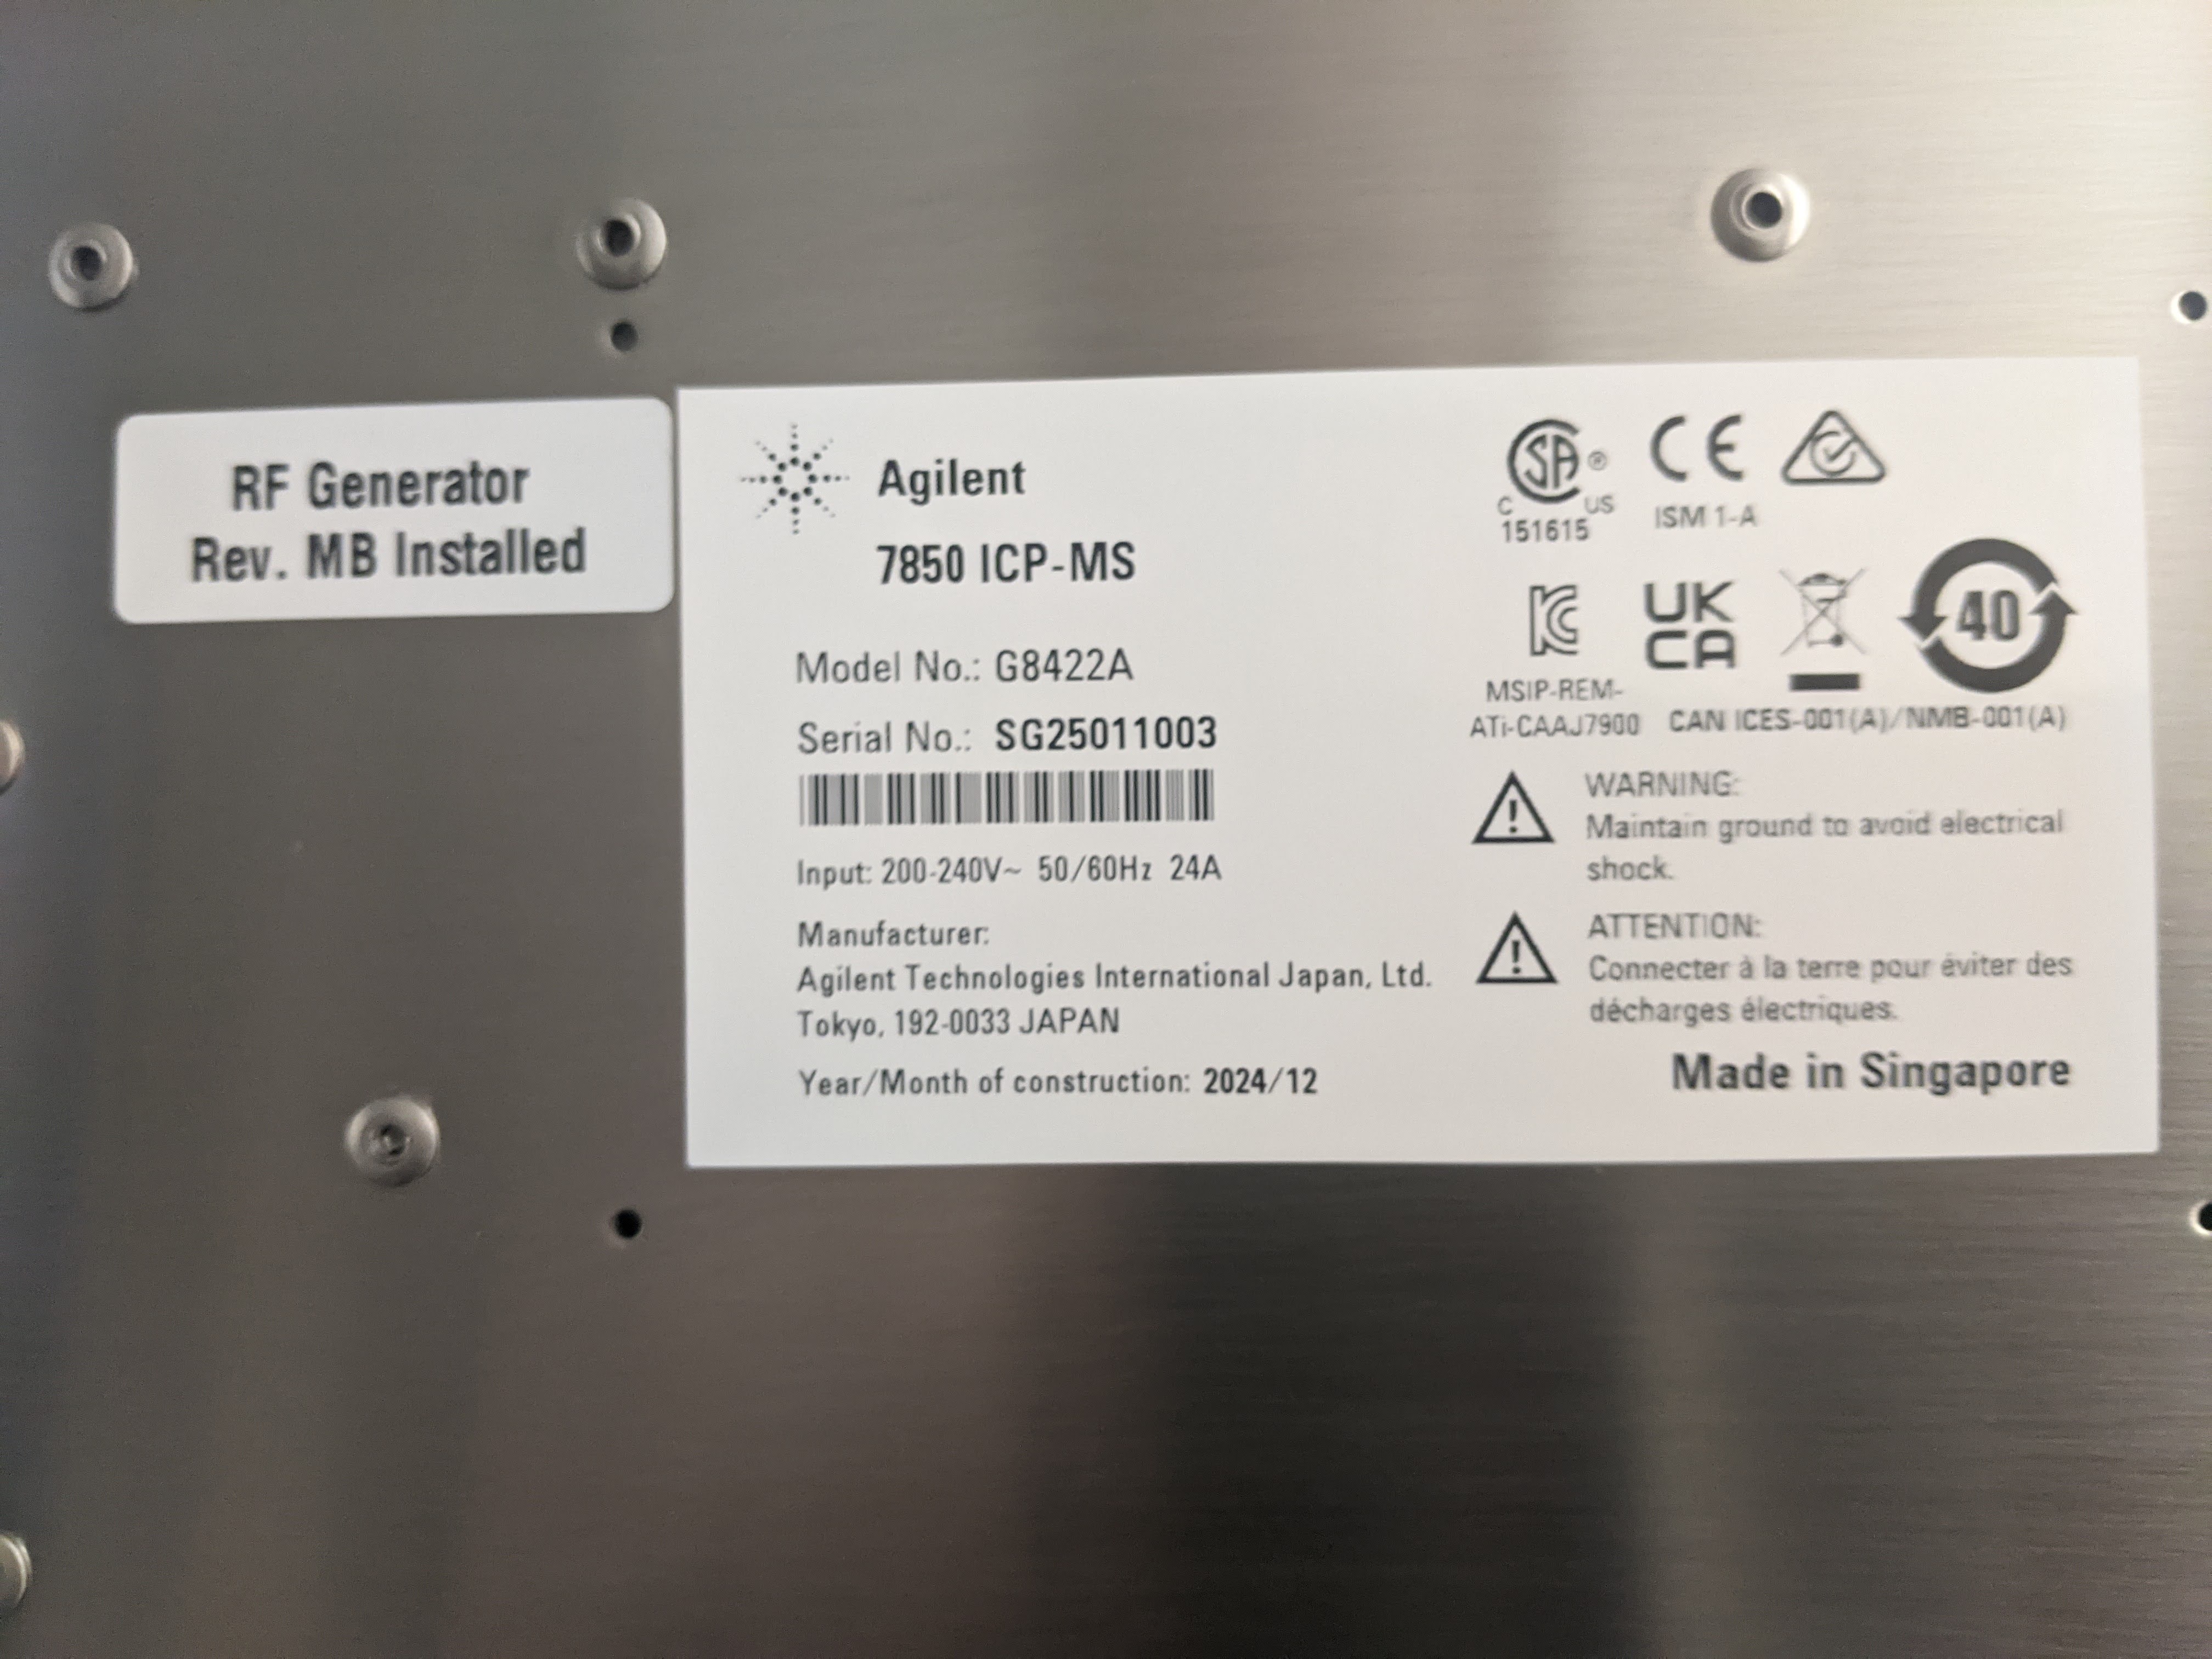 RF Generator
Rev. MB Installed
Agilent
7850 ICP-MS
Model No.: G8422A
Serial No.: SG25011003
Input: 200-240V~ 50/60Hz 24A
Manufacturer:
Agilent Technologies International Japan, Ltd.
Tokyo, 192-0033 JAPAN
Year/Month of construction: 2024/12
SA ®
C US
151615
CE
ISM 1-A
KC
MSIP-REM-
ATi-CAAJ7900
UK
CA
40
CAN ICES-001(A)/NMB-001(A)
WARNING:
Maintain ground to avoid electrical
shock.
ATTENTION:
Connecter à la terre pour éviter des
décharges électriques.
Made in Singapore